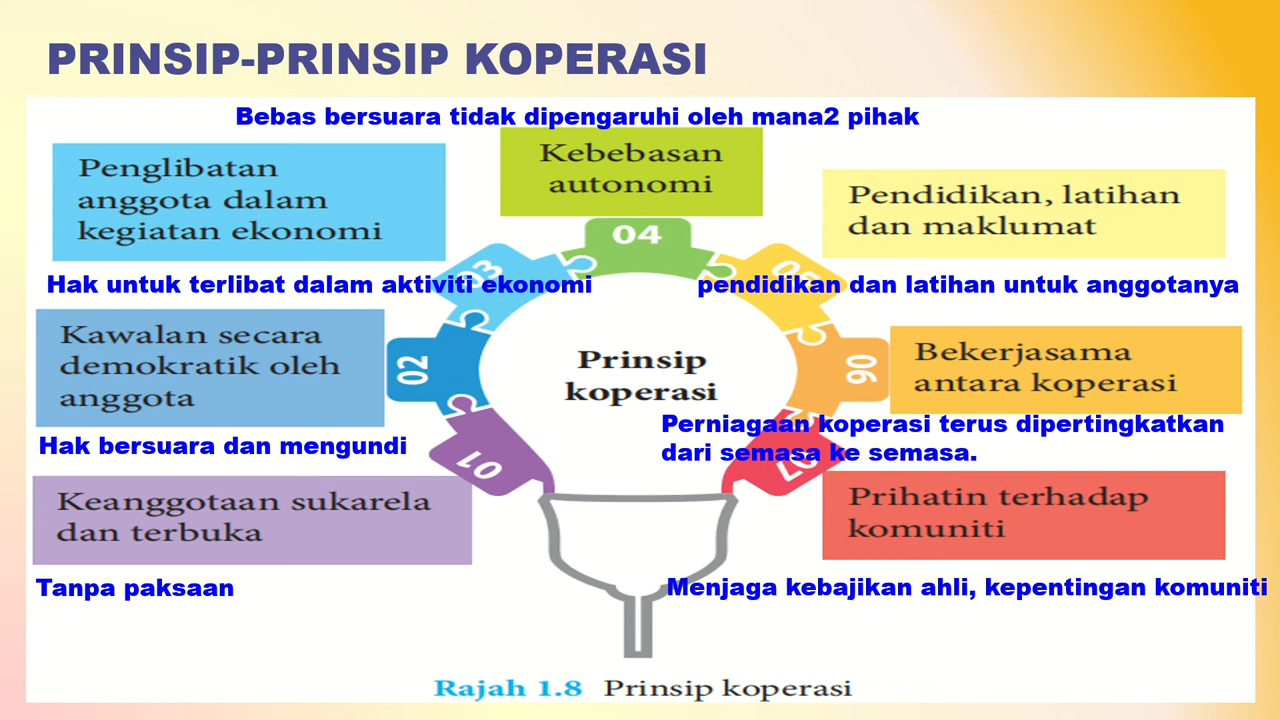 PRINSIP-PRINSIP KOPERASI
Bebas bersuara tidak dipengaruhi oleh mana2 pihak
Penglibatan
anggota dalam
kegiatan ekonomi
Kebebasan
autonomi
Pendidikan, latihan
dan maklumat
04
03
05
Hak untuk terlibat dalam aktiviti ekonomi
pendidikan dan latihan untuk anggotanya
Kawalan secara
demokratik oleh
anggota
02
Prinsip
koperasi
06
Bekerjasama
antara koperasi
Hak bersuara dan mengundi
Perniagaan koperasi terus dipertingkatkan
dari semasa ke semasa.
01
07
Keanggotaan sukarela
dan terbuka
Prihatin terhadap
komuniti
Tanpa paksaan
Menjaga kebajikan ahli, kepentingan komuniti
Rajah 1.8 Prinsip koperasi